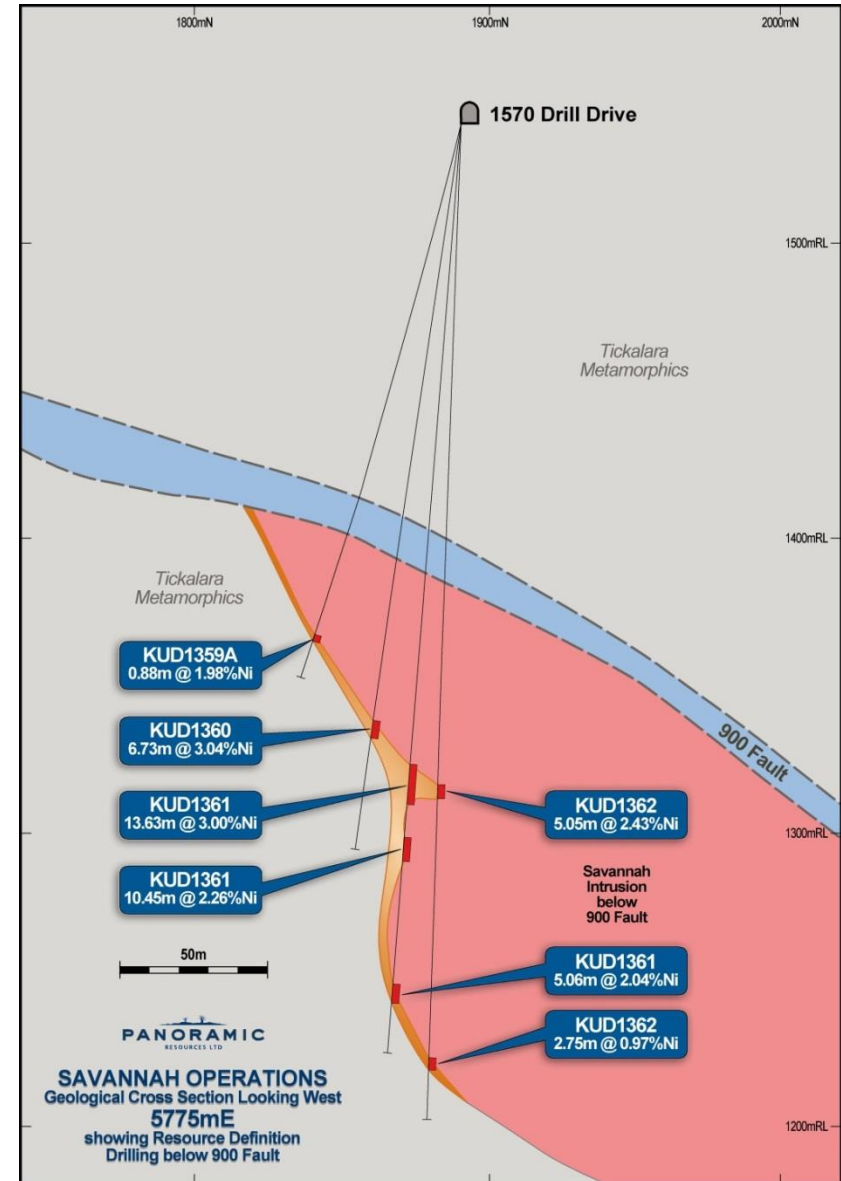 1800mN
1900mN
2000mN
1570 Drill Drive
1500mRL
Tickalara
Metamorphics
1400mRL
Tickalara
Metamorphics
KUD1359A
0.88m @ 1.98%Ni
900 Fault
KUD1360
6.73m @ 3.04%Ni
KUD1361
13.63m @ 3.00%Ni
KUD1362
5.05m @ 2.43%Ni
1300mRL
KUD1361
10.45m @ 2.26%Ni
Savannah
Intrusion
below
900 Fault
50m
KUD1361
5.06m @ 2.04%Ni
KUD1362
2.75m @ 0.97%Ni
PANORAMIC
RESOURCES LTD
SAVANNAH OPERATIONS
Geological Cross Section Looking West
5775mE
showing Resource Definition
Drilling below 900 Fault
1200mRL